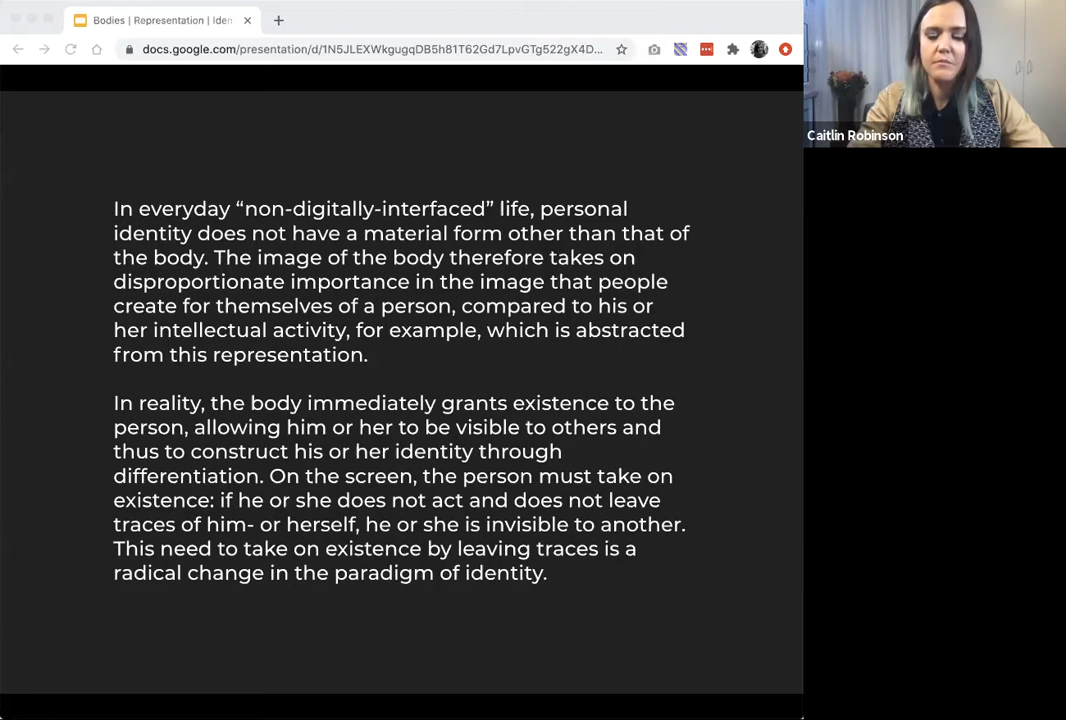 Bodies | Representation | Iden
docs.google.com/presentation/d/1N5JLEXWkgugqDB5h81T62Gd7LpvGTg522gX4D...
In everyday “non-digitally-interfaced” life, personal
identity does not have a material form other than that of
the body. The image of the body therefore takes on
disproportionate importance in the image that people
create for themselves of a person, compared to his or
her intellectual activity, for example, which is abstracted
from this representation.
In reality, the body immediately grants existence to the
person, allowing him or her to be visible to others and
thus to construct his or her identity through
differentiation. On the screen, the person must take on
existence: if he or she does not act and does not leave
traces of him- or herself, he or she is invisible to another.
This need to take on existence by leaving traces is a
radical change in the paradigm of identity.
Caitlin Robinson